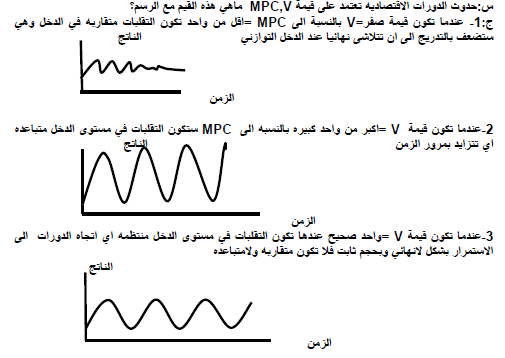 س:حدوث الدورات الاقتصاديه تعتمد على قيمة MPC,V ماهي هذه القيم مع الرسم؟
ج:1- عندما تكون قيمة صفر=V بالنسبة الى MPC =اقل من واحد تكون التقلبات متقاربه في الدخل وهي
ستضعف بالتدريج الى ان تتلاشى نهائيا عند الدخل التوازني
الناتج
الزمن
2-عندما تكون قيمة V =اكبر من واحد كبيره بالنسبه الى MPC ستكون التقلبات في مستوى الدخل متباعده
اي تتزايد بمرور الزمن
الناتج
الزمن
3-عندما تكون قيمة V =واحد صحيح عندها تكون التقلبات في مستوى الدخل منتظمه اي اتجاه الدورات الى
الاستمرار بشكل لانهائي وبحجم ثابت فلا تكون متقاربه ولامتباعده
الناتج
الزمن